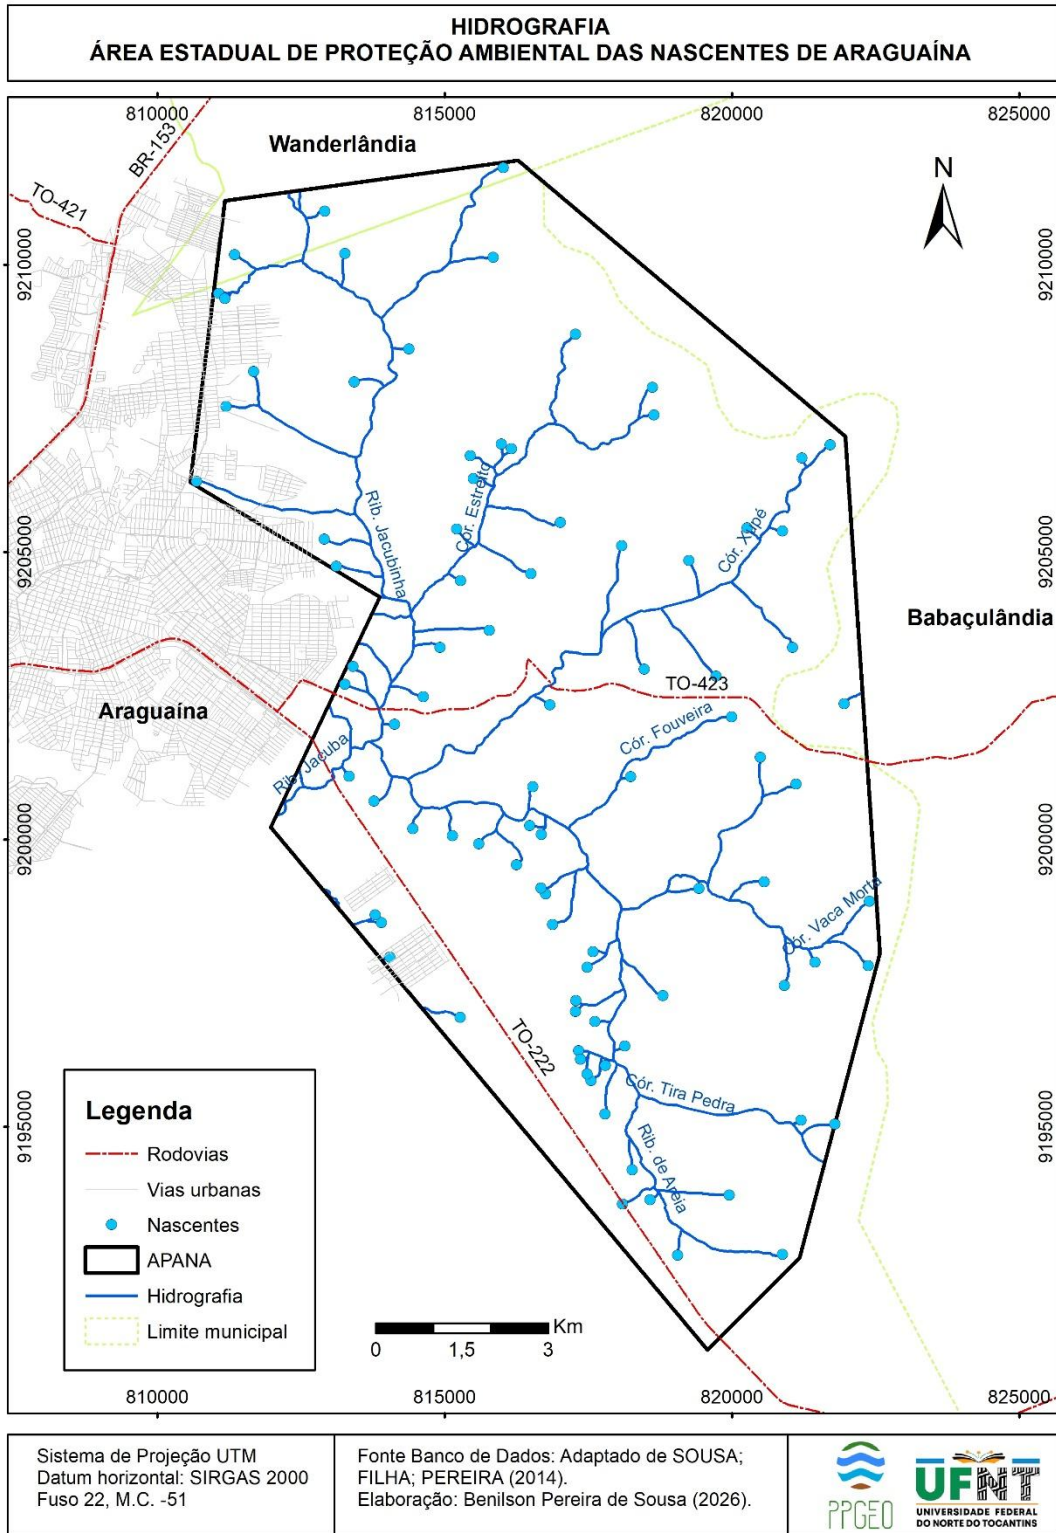 HIDROGRAFIA
ÁREA ESTADUAL DE PROTEÇÃO AMBIENTAL DAS NASCENTES DE ARAGUAÍNA
810000
815000
820000
825000
Wanderlândia
BR-153
TO-421
N
9210000
9210000
Rib. Jacubinha
Cór. Estreito
Cór. Xupé
9205000
9205000
Babaçulândia
TO-423
Araguaína
Cór. Fouveira
Rib. Jacuba
9200000
9200000
Cór. Vaca Morta
TO-222
Cór. Tira Pedra
9195000
9195000
Rib. de Areia
Legenda
Rodovias
Vias urbanas
Nascentes
APANA
Hidrografia
Limite municipal
Km
0 1,5 3
810000
815000
820000
825000
Sistema de Projeção UTM
Datum horizontal: SIRGAS 2000
Fuso 22, M.C. -51
Fonte Banco de Dados: Adaptado de SOUSA;
FILHA; PEREIRA (2014).
Elaboração: Benilson Pereira de Sousa (2026).
PPGEO
UFNT
UNIVERSIDADE FEDERAL
DO NORTE DO TOCANTINS